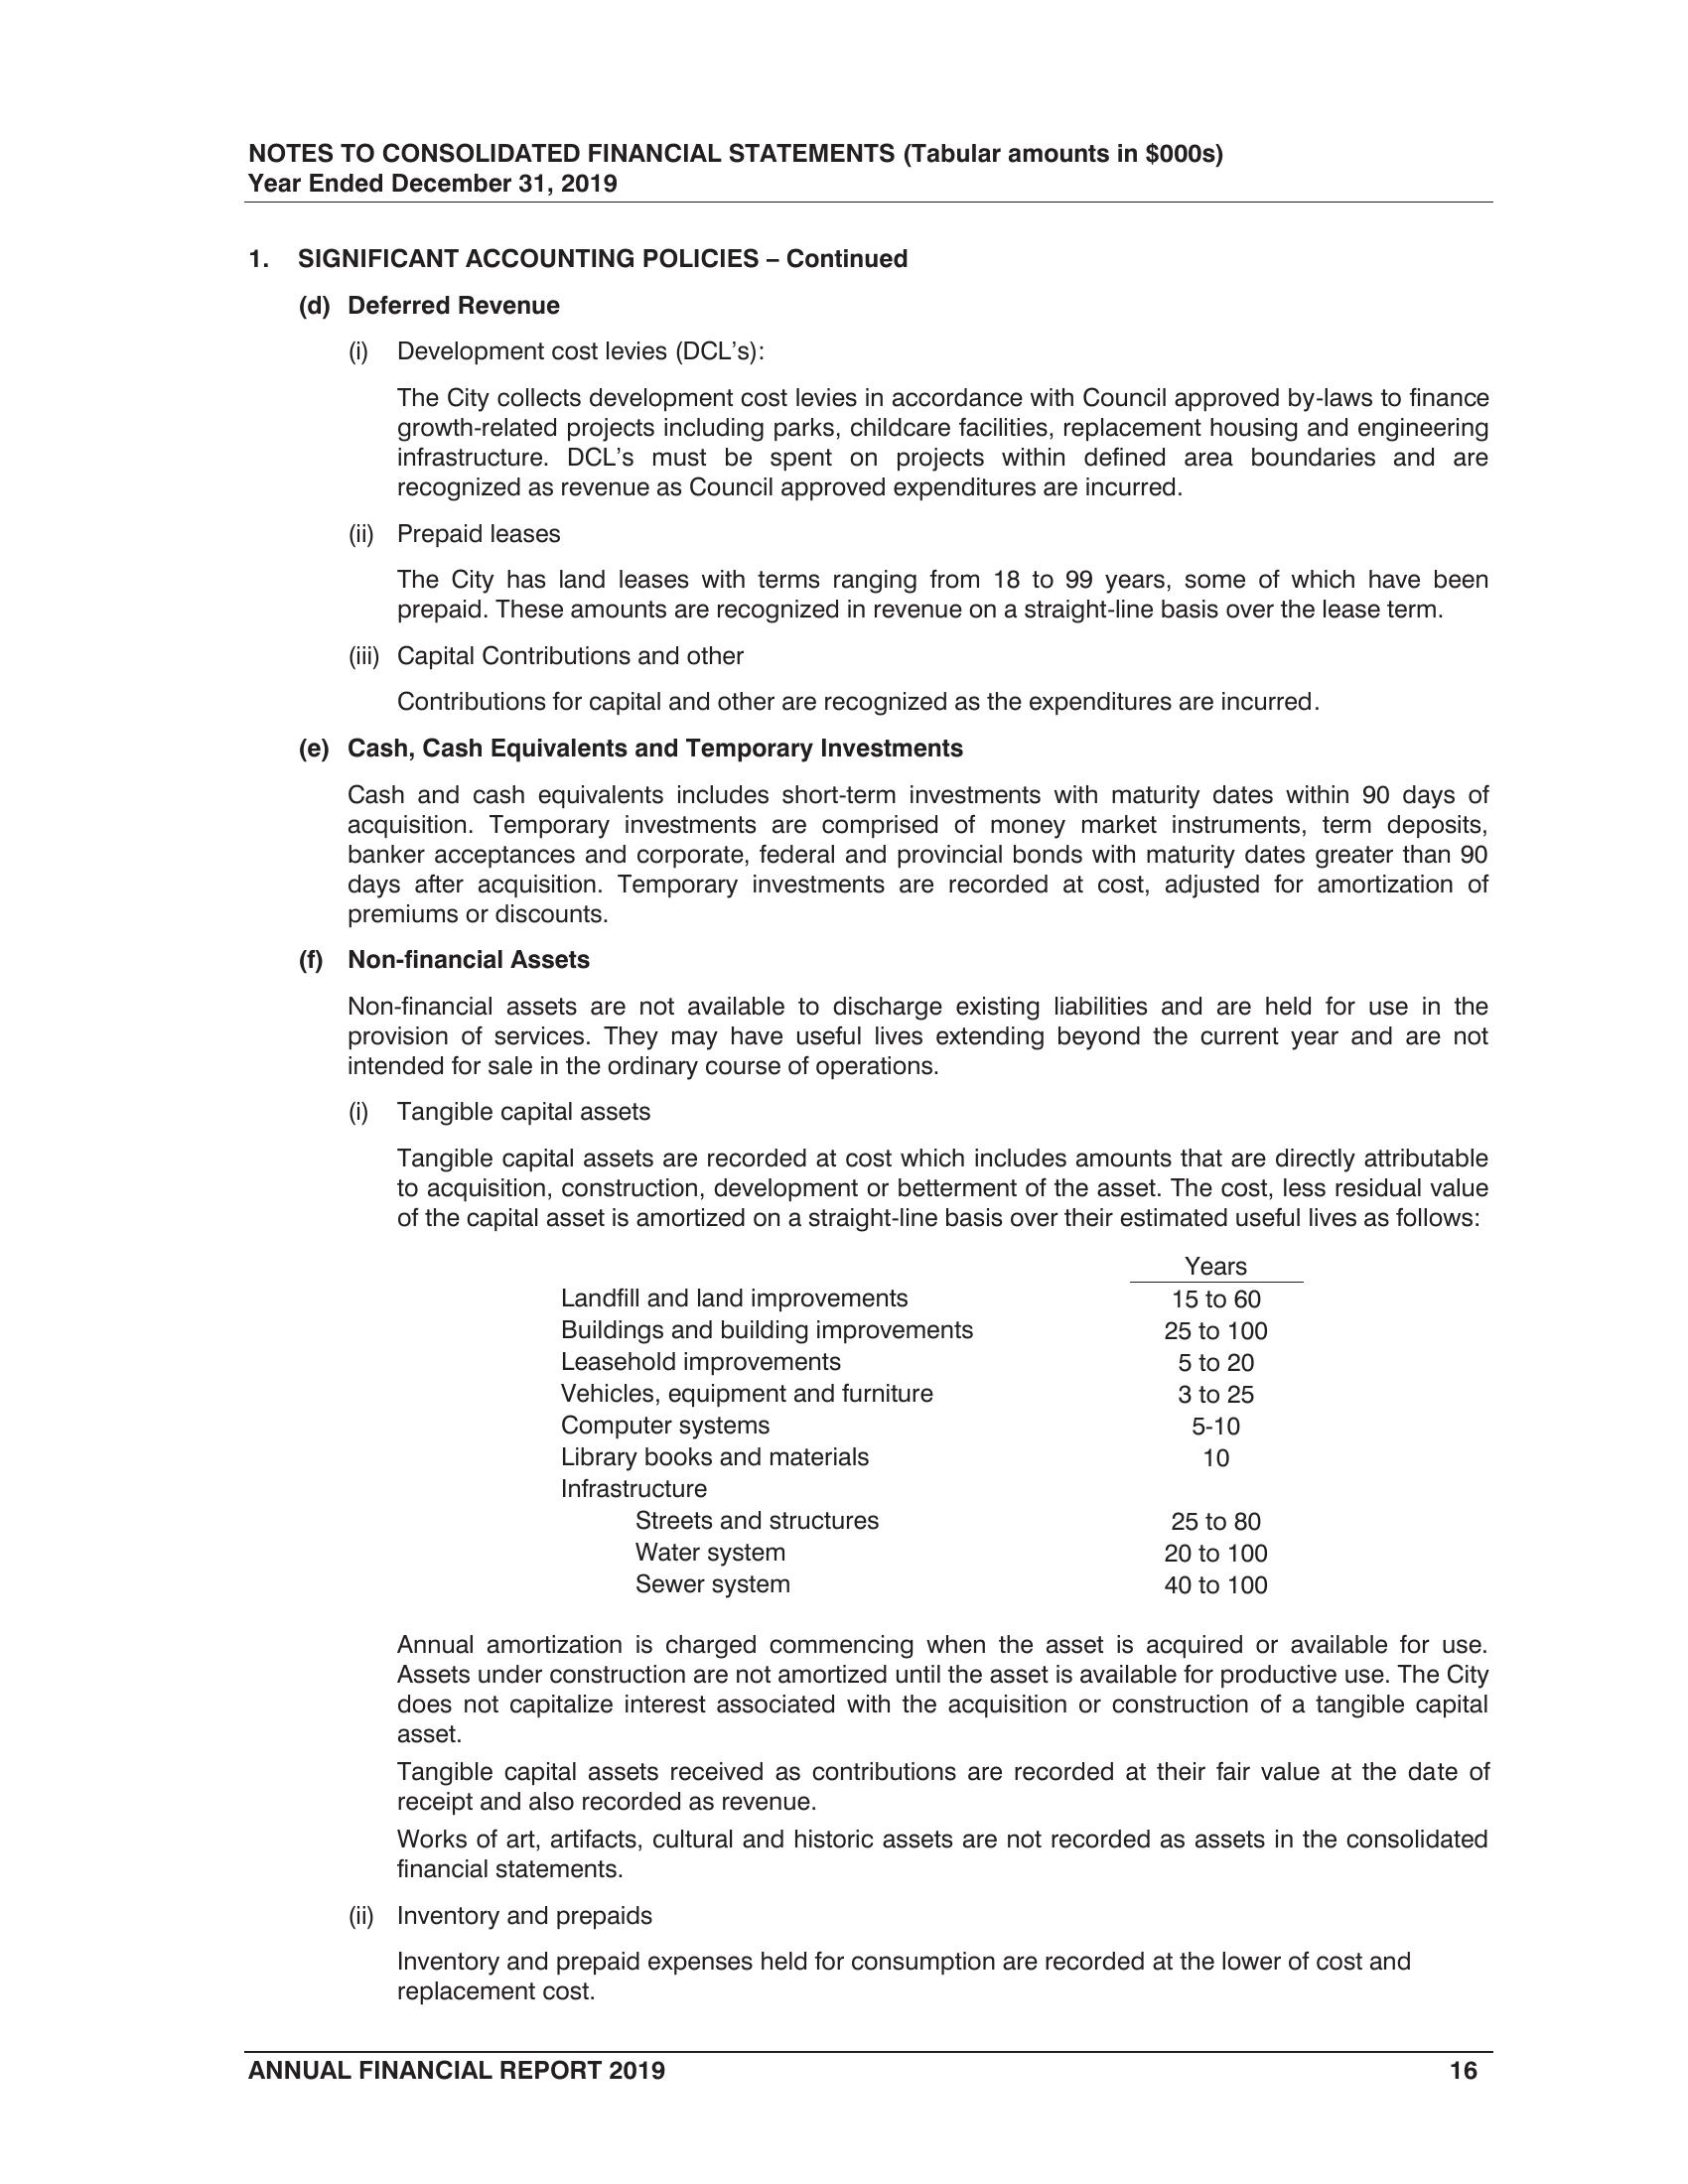 NOTES TO CONSOLIDATED FINANCIAL STATEMENTS (Tabular amounts in $000s)
Year Ended December 31, 2019
1. SIGNIFICANT ACCOUNTING POLICIES – Continued
(d) Deferred Revenue
(i) Development cost levies (DCL’s):
The City collects development cost levies in accordance with Council approved by-laws to finance
growth-related projects including parks, childcare facilities, replacement housing and engineering
infrastructure. DCL’s must be spent on projects within defined area boundaries and are
recognized as revenue as Council approved expenditures are incurred.
(ii) Prepaid leases
The City has land leases with terms ranging from 18 to 99 years, some of which have been
prepaid. These amounts are recognized in revenue on a straight-line basis over the lease term.
(iii) Capital Contributions and other
Contributions for capital and other are recognized as the expenditures are incurred.
(e) Cash, Cash Equivalents and Temporary Investments
Cash and cash equivalents includes short-term investments with maturity dates within 90 days of
acquisition. Temporary investments are comprised of money market instruments, term deposits,
banker acceptances and corporate, federal and provincial bonds with maturity dates greater than 90
days after acquisition. Temporary investments are recorded at cost, adjusted for amortization of
premiums or discounts.
(f) Non-financial Assets
Non-financial assets are not available to discharge existing liabilities and are held for use in the
provision of services. They may have useful lives extending beyond the current year and are not
intended for sale in the ordinary course of operations.
(i) Tangible capital assets
Tangible capital assets are recorded at cost which includes amounts that are directly attributable
to acquisition, construction, development or betterment of the asset. The cost, less residual value
of the capital asset is amortized on a straight-line basis over their estimated useful lives as follows:
Years
Landfill and land improvements 15 to 60
Buildings and building improvements 25 to 100
Leasehold improvements 5 to 20
Vehicles, equipment and furniture 3 to 25
Computer systems 5-10
Library books and materials 10
Infrastructure
Streets and structures 25 to 80
Water system 20 to 100
Sewer system 40 to 100
Annual amortization is charged commencing when the asset is acquired or available for use.
Assets under construction are not amortized until the asset is available for productive use. The City
does not capitalize interest associated with the acquisition or construction of a tangible capital
asset.
Tangible capital assets received as contributions are recorded at their fair value at the date of
receipt and also recorded as revenue.
Works of art, artifacts, cultural and historic assets are not recorded as assets in the consolidated
financial statements.
(ii) Inventory and prepaids
Inventory and prepaid expenses held for consumption are recorded at the lower of cost and
replacement cost.
ANNUAL FINANCIAL REPORT 2019 16